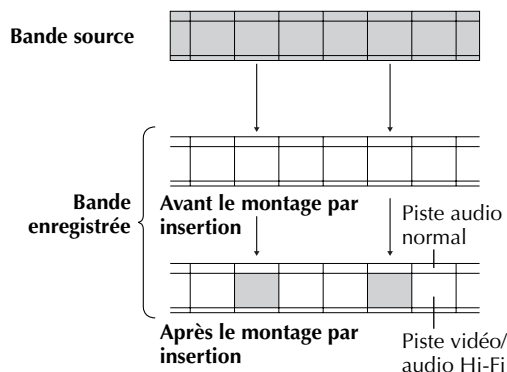 Bande source
Bande
enregistrée
Avant le montage par
insertion
Piste audio
normal
Après le montage par
insertion
Piste vidéo/
audio Hi-Fi